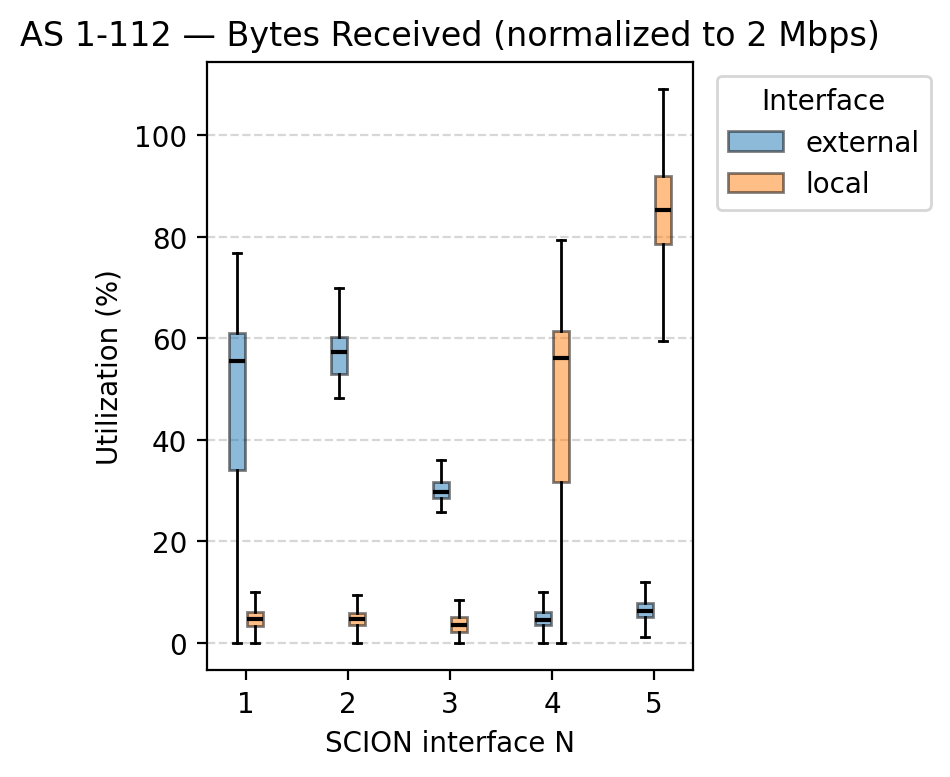 AS 1-112 — Bytes Received (normalized to 2 Mbps)
Interface
external
local
Utilization (%)
100
80
60
40
20
0
1 2 3 4 5
SCION interface N